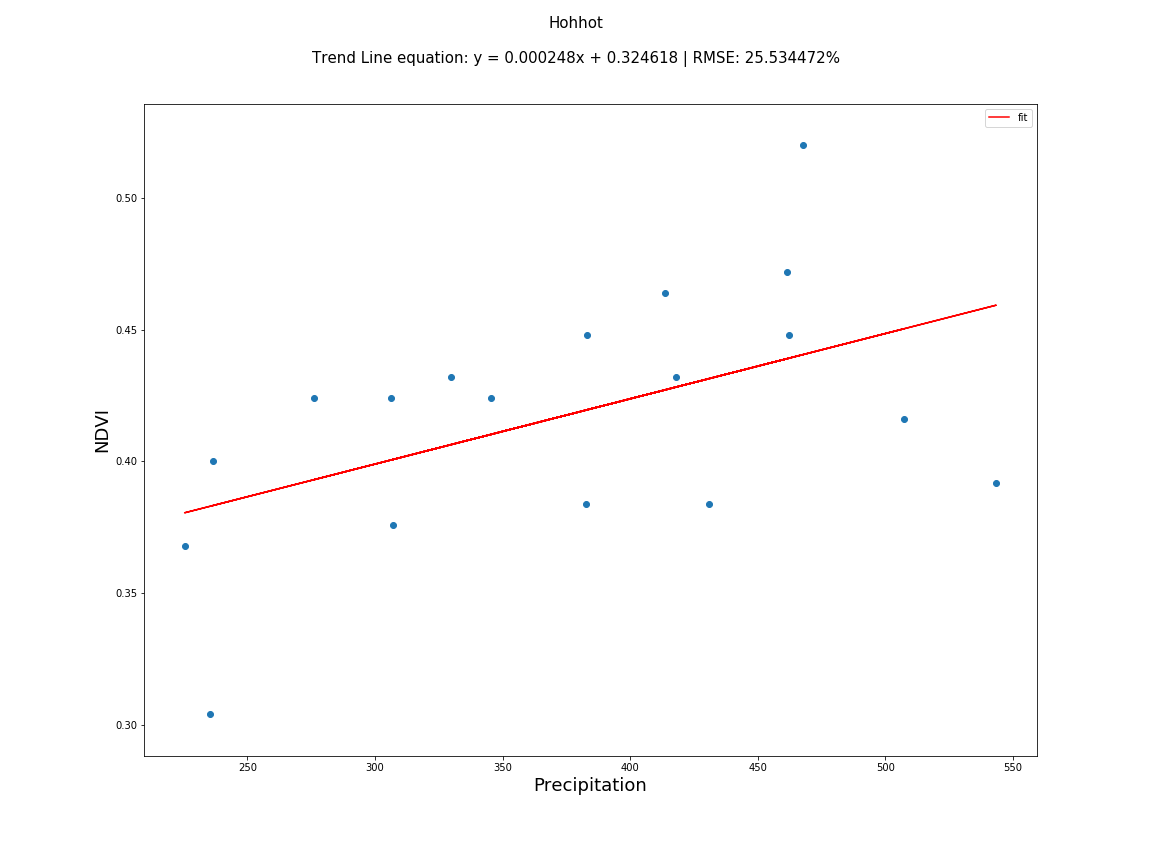 Hohhot
Trend Line equation: y = 0.000248x + 0.324618 | RMSE: 25.534472%
fit
0.50
0.45
0.40
0.35
0.30
NDVI
250 300 350 400 450 500 550
Precipitation